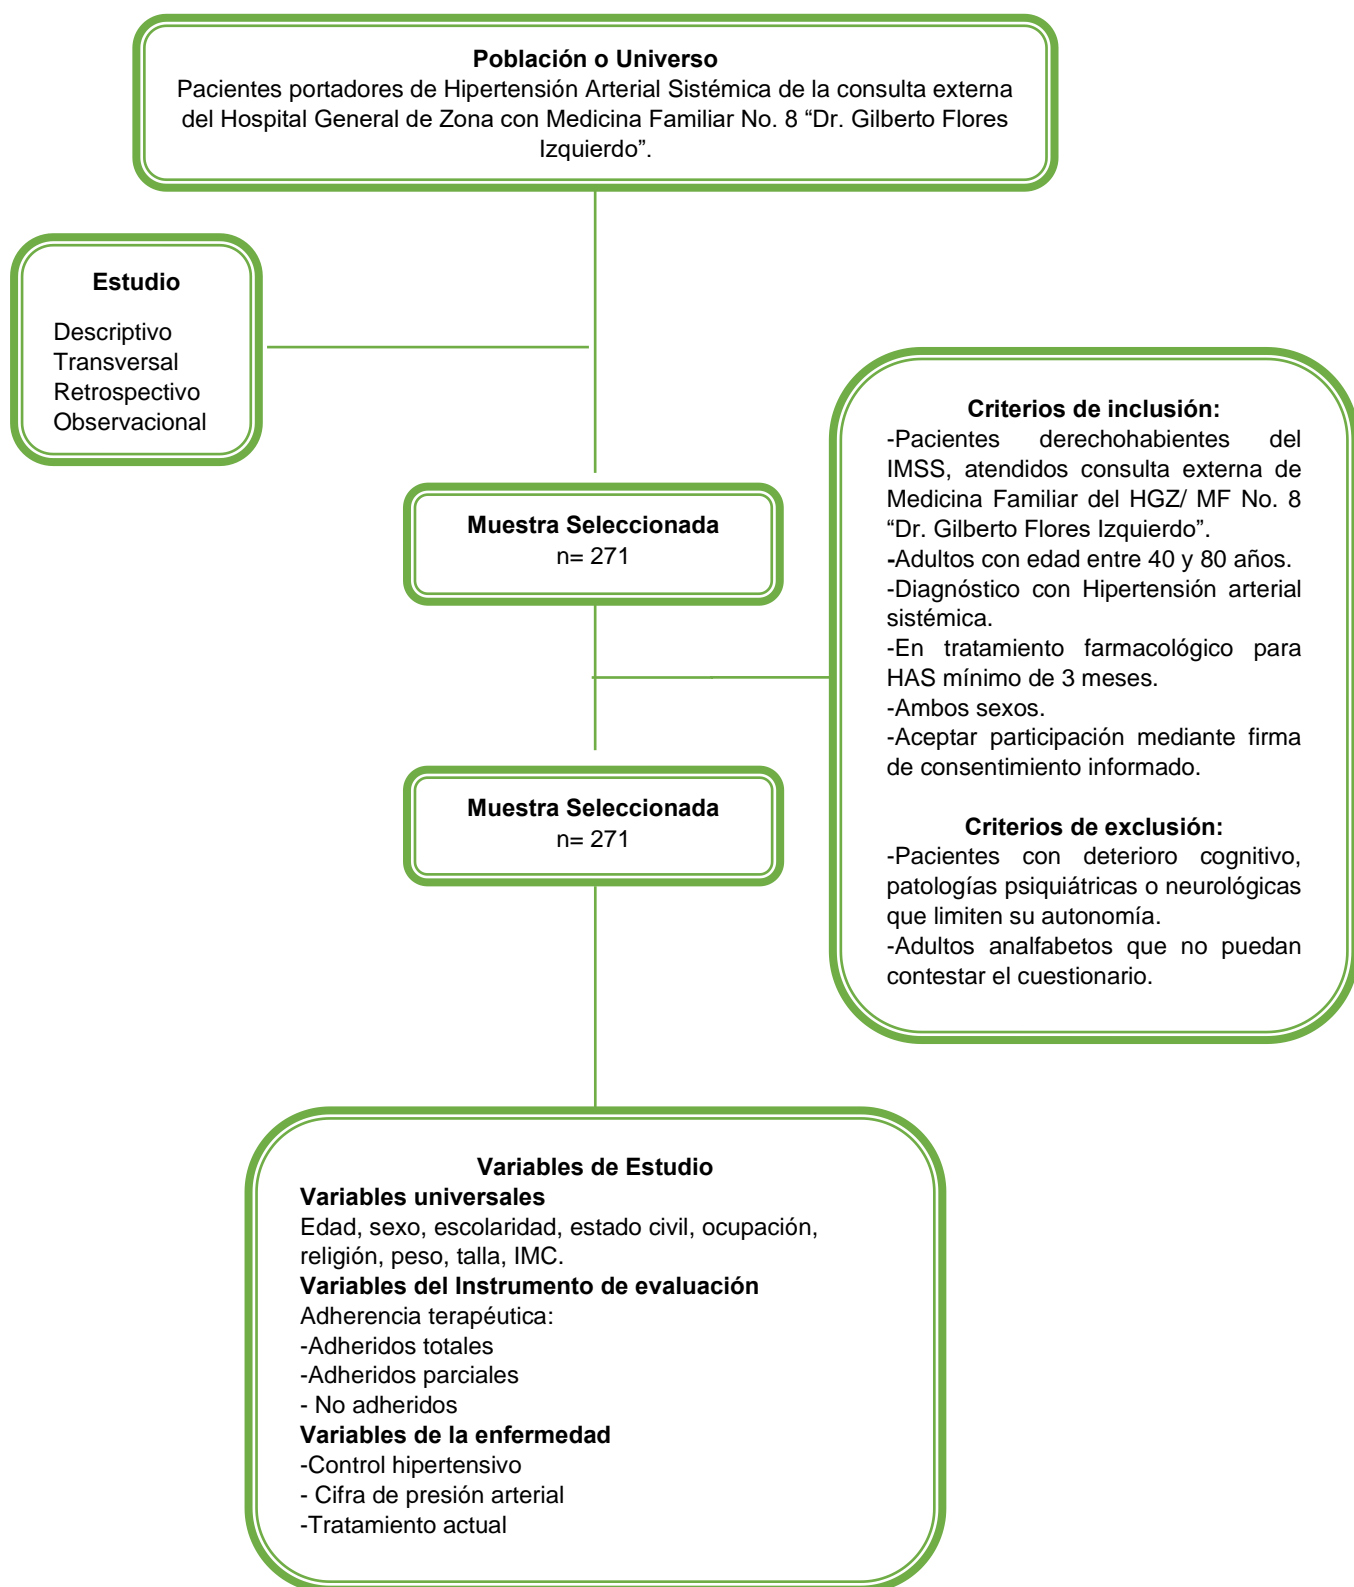 Población o Universo
Pacientes portadores de Hipertensión Arterial Sistémica de la consulta externa
del Hospital General de Zona con Medicina Familiar No. 8 “Dr. Gilberto Flores
Izquierdo”.
Estudio
Descriptivo
Transversal
Retrospectivo
Observacional
Muestra Seleccionada
n= 271
Criterios de inclusión:
-Pacientes derechohabientes del
IMSS, atendidos consulta externa de
Medicina Familiar del HGZ/ MF No. 8
“Dr. Gilberto Flores Izquierdo”.
-Adultos con edad entre 40 y 80 años.
-Diagnóstico con Hipertensión arterial
sistémica.
-En tratamiento farmacológico para
HAS mínimo de 3 meses.
-Ambos sexos.
-Aceptar participación mediante firma
de consentimiento informado.
Criterios de exclusión:
-Pacientes con deterioro cognitivo,
patologías psiquiátricas o neurológicas
que limiten su autonomía.
-Adultos analfabetos que no puedan
contestar el cuestionario.
Muestra Seleccionada
n= 271
Variables de Estudio
Variables universales
Edad, sexo, escolaridad, estado civil, ocupación,
religión, peso, talla, IMC.
Variables del Instrumento de evaluación
Adherencia terapéutica:
-Adheridos totales
-Adheridos parciales
- No adheridos
Variables de la enfermedad
-Control hipertensivo
- Cifra de presión arterial
-Tratamiento actual